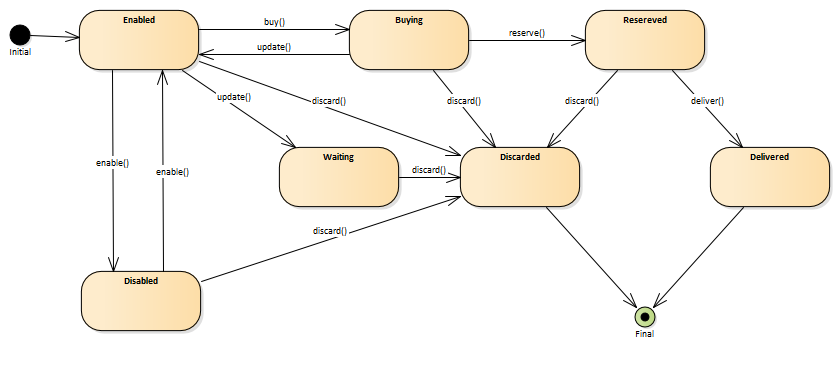 Enabled
Buying
Resereved
buy()
reserve()
update()
Initial
update()
discard()
discard()
discard()
deliver()
Waiting
Discarded
Delivered
enable()
enable()
discard()
discard()
Disabled
Final